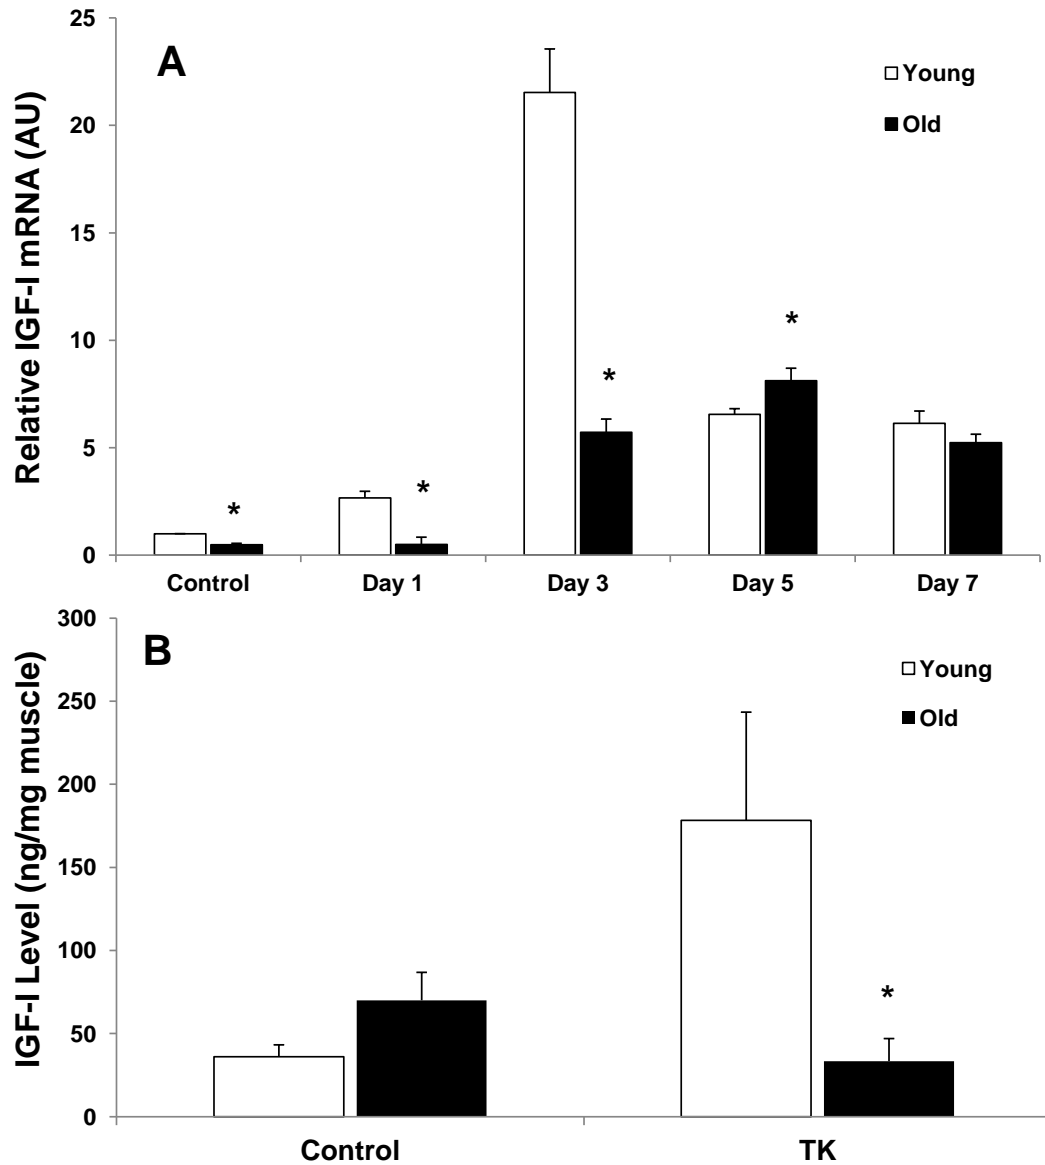 A
Relative IGF-I mRNA (AU)
25
20
15
10
5
0
Young
Old
*
*
*
*
Control Day 1 Day 3 Day 5 Day 7
B
IGF-I Level (ng/mg muscle)
300
250
200
150
100
50
0
Young
Old
*
Control TK